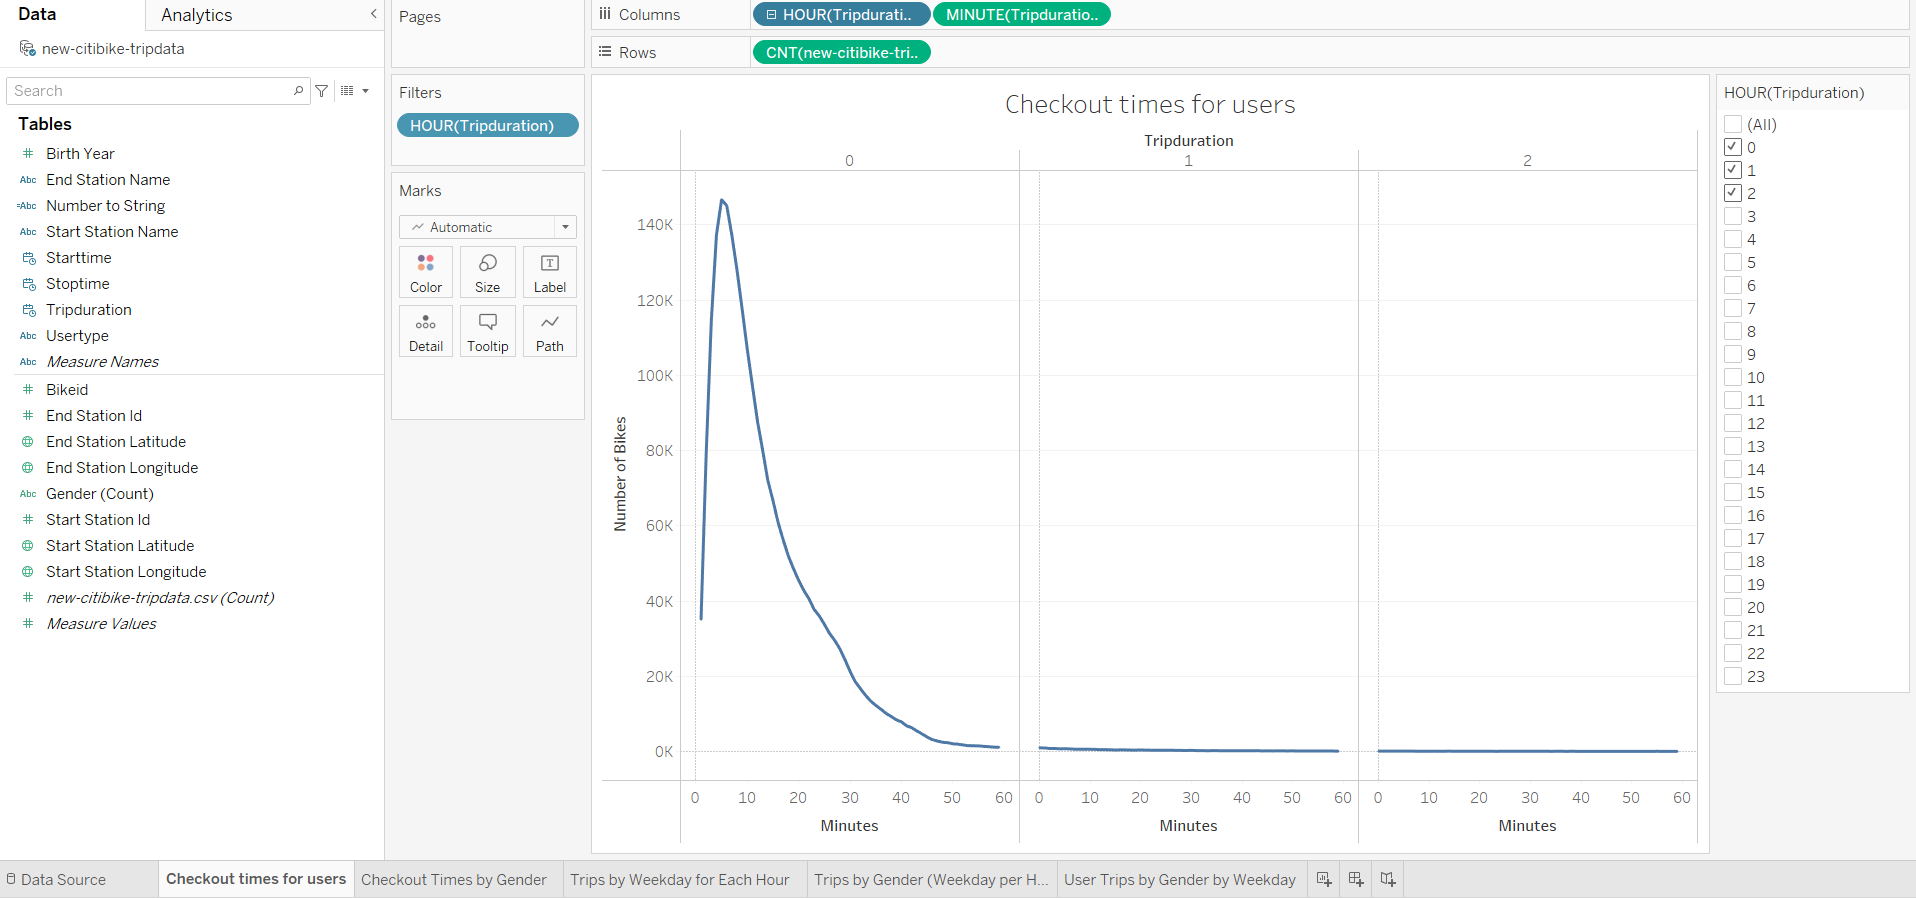 Data
Analytics
new-citibike-tripdata
Search
Tables
Birth Year
Abc End Station Name
=Abc Number to String
Abc Start Station Name
Starttime
Stoptime
Tripduration
Abc Usertype
Abc Measure Names
Bikeid
End Station Id
End Station Latitude
End Station Longitude
Abc Gender (Count)
Start Station Id
Start Station Latitude
Start Station Longitude
new-citibike-tripdata.csv (Count)
Measure Values
Pages
Filters
HOUR(Tripduration)
Marks
Automatic
Color Size Label
Detail Tooltip Path
Columns HOUR(Tripdurati.. MINUTE(Tripduratio..
Rows CNT(new-citibike-tri..
Checkout times for users
Tripduration
0 1 2
Number of Bikes
140K
120K
100K
80K
60K
40K
20K
0K
0 10 20 30 40 50 60 0 10 20 30 40 50 60 0 10 20 30 40 50 60
Minutes Minutes Minutes
HOUR(Tripduration)
(All)
0
1
2
3
4
5
6
7
8
9
10
11
12
13
14
15
16
17
18
19
20
21
22
23
Data Source
Checkout times for users
Checkout Times by Gender
Trips by Weekday for Each Hour
Trips by Gender (Weekday per H...
User Trips by Gender by Weekday